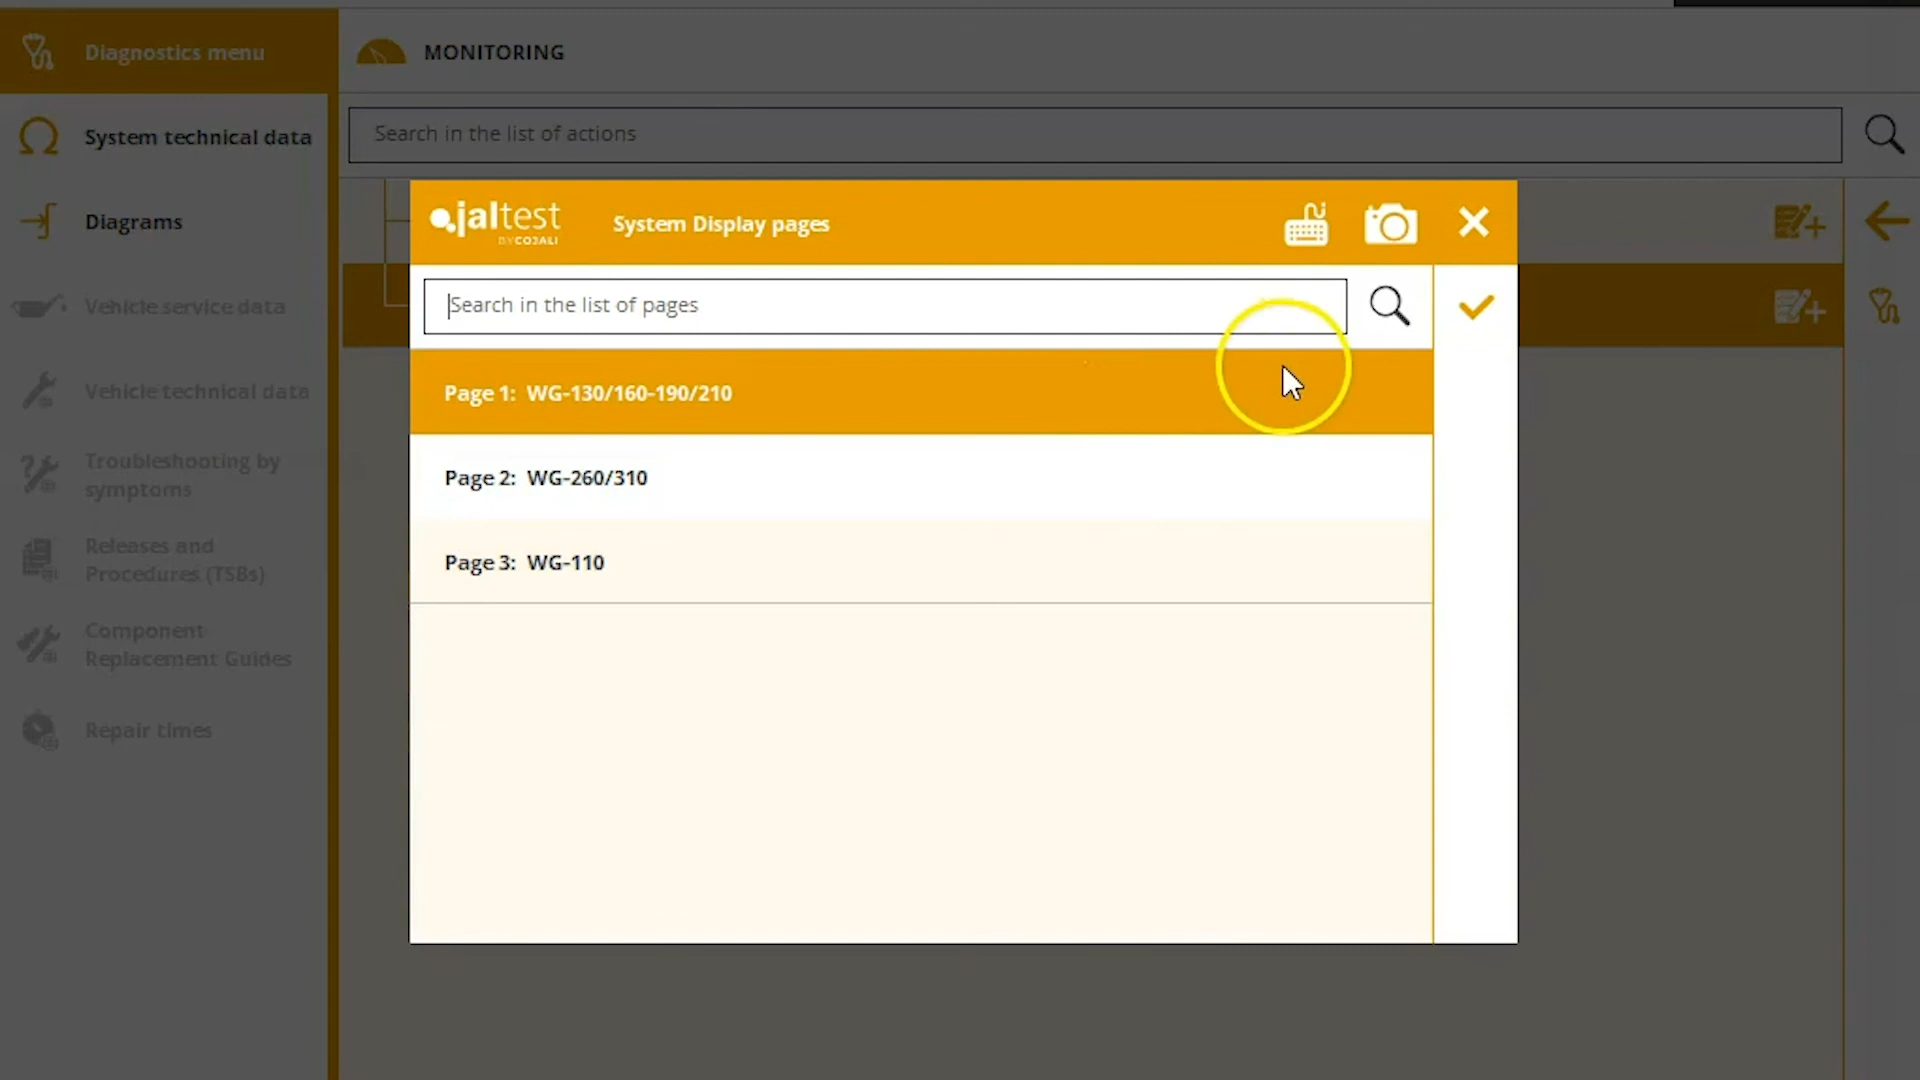 Diagnostics menu
MONITORING
System technical data
Search in the list of actions
Diagrams
Vehicle service data
Vehicle technical data
Troubleshooting by
symptoms
Releases and
Procedures (TSBs)
Component
Replacement Guides
Repair times
jaltest
BY COJALI
System Display pages
Search in the list of pages
Page 1: WG-130/160-190/210
Page 2: WG-260/310
Page 3: WG-110